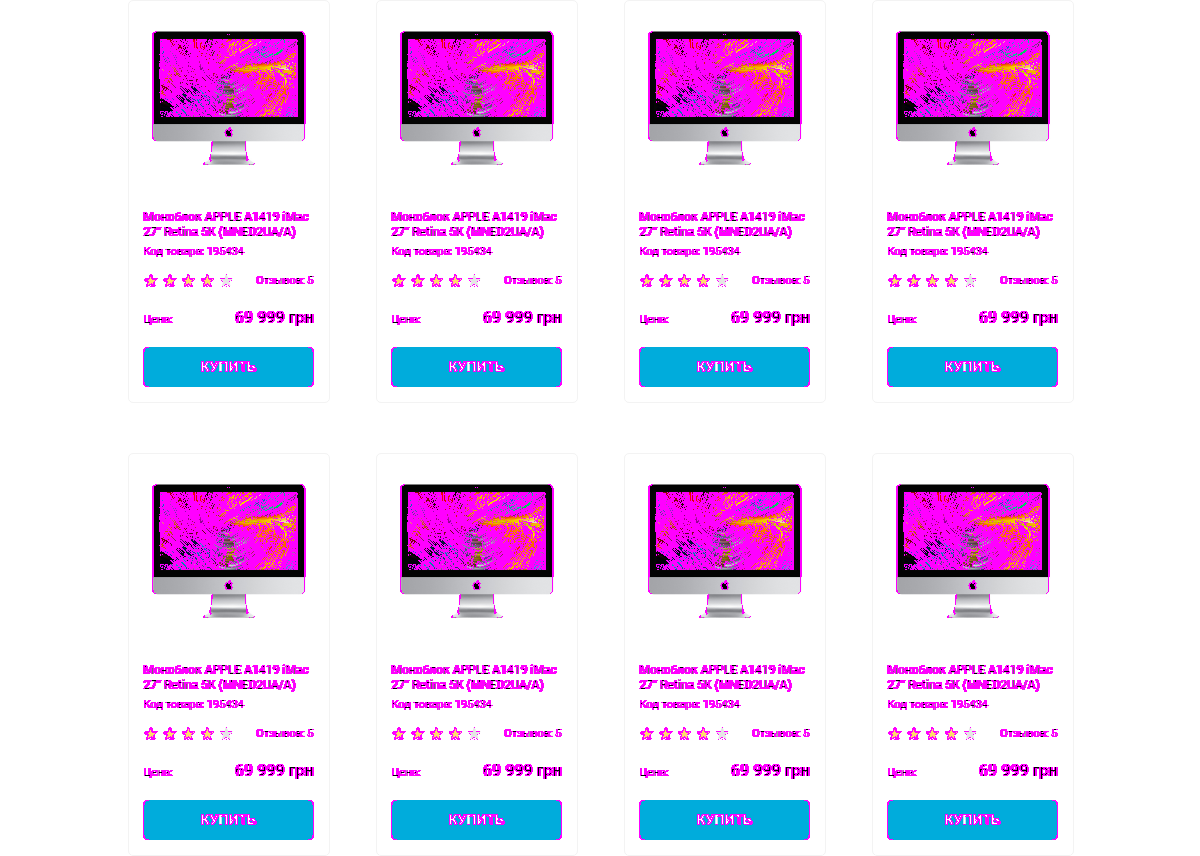 Моноблок APPLE A1419 iMac Моноблок APPLE A1419 iMac Моноблок APPLE A1419 iMac Моноблок APPLE A1419 iMac
27" Retina 5K (MNED2UA/A) 27" Retina 5K (MNED2UA/A) 27" Retina 5K (MNED2UA/A) 27" Retina 5K (MNED2UA/A)
Код товара: 195434 Код товара: 195434 Код товара: 195434 Код товара: 195434
Отзывов: 5 Отзывов: 5 Отзывов: 5 Отзывов: 5
Цена: 69 999 грн Цена: 69 999 грн Цена: 69 999 грн Цена: 69 999 грн
КУПИТЬ КУПИТЬ КУПИТЬ КУПИТЬ
Моноблок APPLE A1419 iMac Моноблок APPLE A1419 iMac Моноблок APPLE A1419 iMac Моноблок APPLE A1419 iMac
27" Retina 5K (MNED2UA/A) 27" Retina 5K (MNED2UA/A) 27" Retina 5K (MNED2UA/A) 27" Retina 5K (MNED2UA/A)
Код товара: 195434 Код товара: 195434 Код товара: 195434 Код товара: 195434
Отзывов: 5 Отзывов: 5 Отзывов: 5 Отзывов: 5
Цена: 69 999 грн Цена: 69 999 грн Цена: 69 999 грн Цена: 69 999 грн
КУПИТЬ КУПИТЬ КУПИТЬ КУПИТЬ